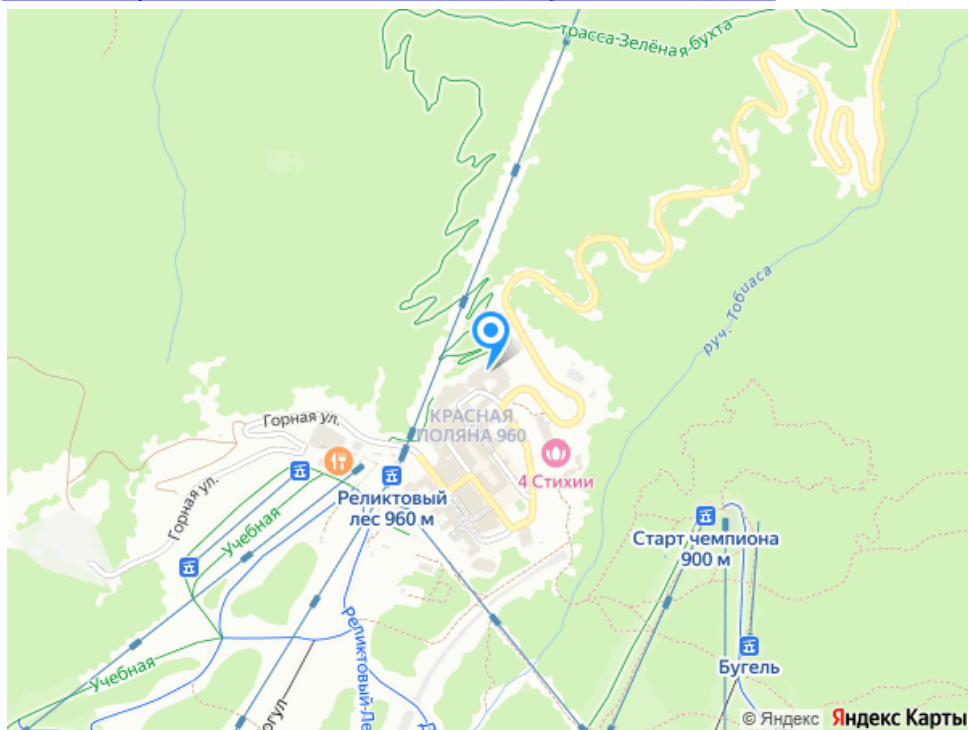 трасса Зелёная бухта
руч. Тобиаса
Горная ул.
КРАСНАЯ
ПОЛЯНА 960
4 Стихии
Горная ул.
Реликтовый
лес 960 м
Учебная
Старт чемпиона
900 м
Учебная
Реликтовый-Ле
огул
Бугель
© Яндекс Яндекс Карты